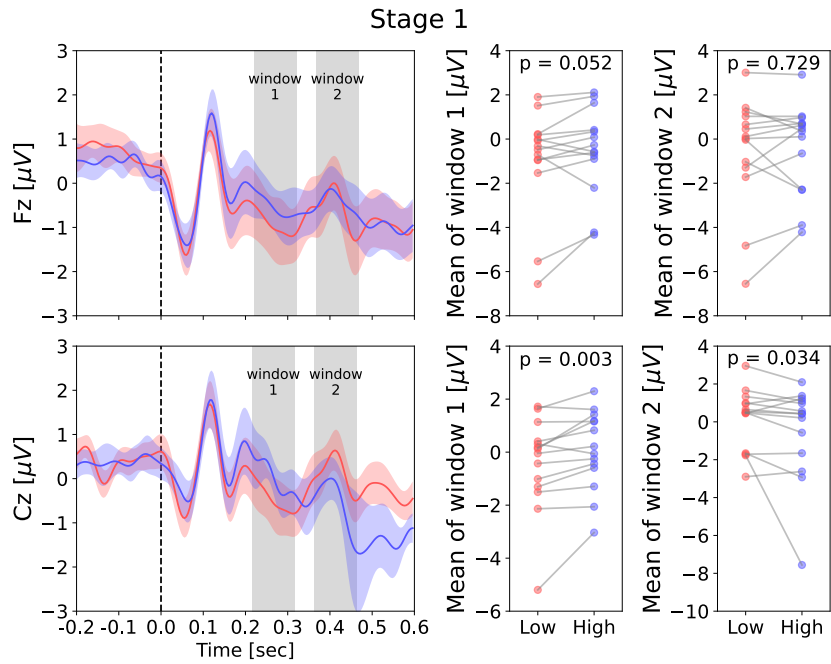 Stage 1
Fz [μV]
3
2
1
0
−1
−2
−3
window
1
window
2
Mean of window 1 [μV]
4
2
0
−2
−4
−6
−8
p = 0.052
Mean of window 2 [μV]
4
2
0
−2
−4
−6
−8
p = 0.729
Cz [μV]
3
2
1
0
−1
−2
−3
window
1
window
2
-0.2 -0.1 0.0 0.1 0.2 0.3 0.4 0.5 0.6
Time [sec]
Mean of window 1 [μV]
4
2
0
−2
−4
−6
p = 0.003
Low High
Mean of window 2 [μV]
4
2
0
−2
−4
−6
−8
−10
p = 0.034
Low High